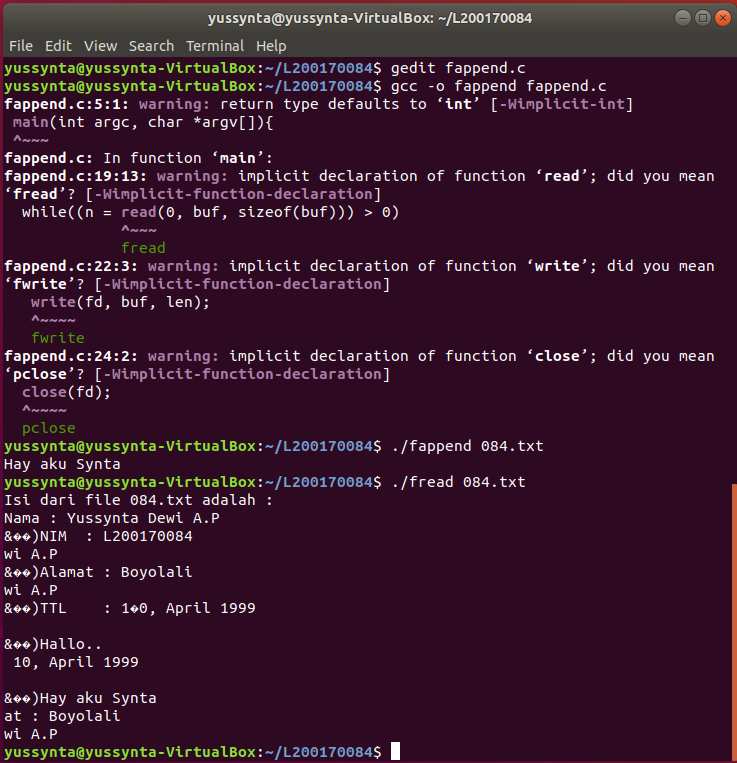 yussynta@yussynta-VirtualBox: ~/L200170084
File Edit View Search Terminal Help
yussynta@yussynta-VirtualBox:~/L200170084$ gedit fappend.c
yussynta@yussynta-VirtualBox:~/L200170084$ gcc -o fappend fappend.c
fappend.c:5:1: warning: return type defaults to ‘int’ [-Wimplicit-int]
 main(int argc, char *argv[]){
 ^~~~
fappend.c: In function ‘main’:
fappend.c:19:13: warning: implicit declaration of function ‘read’; did you mean
‘fread’? [-Wimplicit-function-declaration]
  while((n = read(0, buf, sizeof(buf))) > 0)
             ^~~~
             fread
fappend.c:22:3: warning: implicit declaration of function ‘write’; did you mean
‘fwrite’? [-Wimplicit-function-declaration]
   write(fd, buf, len);
   ^~~~~
   fwrite
fappend.c:24:2: warning: implicit declaration of function ‘close’; did you mean
‘pclose’? [-Wimplicit-function-declaration]
  close(fd);
  ^~~~~
  pclose
yussynta@yussynta-VirtualBox:~/L200170084$ ./fappend 084.txt
Hay aku Synta
yussynta@yussynta-VirtualBox:~/L200170084$ ./fread 084.txt
Isi dari file 084.txt adalah :
Nama : Yussynta Dewi A.P
&��)NIM  : L200170084
wi A.P
&��)Alamat : Boyolali
wi A.P
&��)TTL    : 1�0, April 1999
&��)Hallo..
 10, April 1999
&��)Hay aku Synta
at : Boyolali
wi A.P
yussynta@yussynta-VirtualBox:~/L200170084$